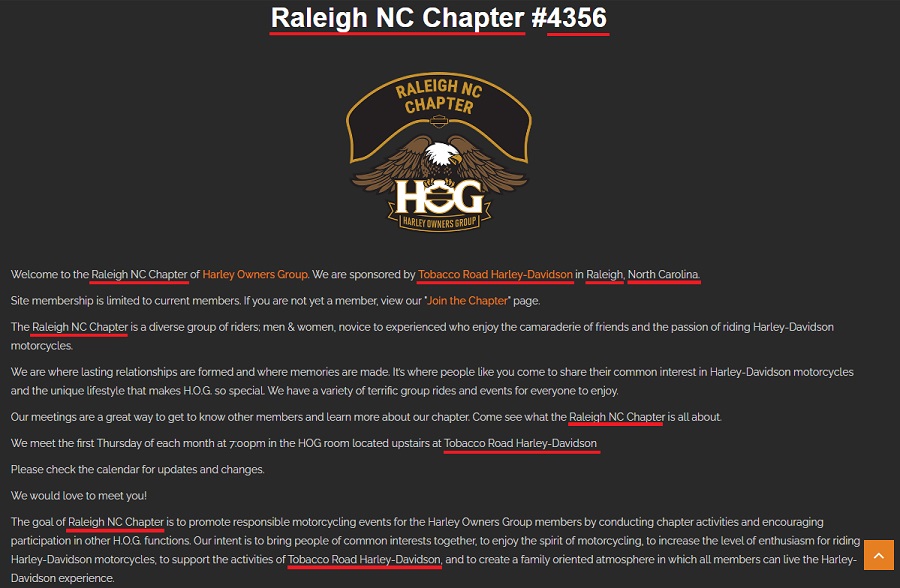 Raleigh NC Chapter #4356
RALEIGH NC
CHAPTER
HOG
HARLEY OWNERS GROUP
Welcome to the Raleigh NC Chapter of Harley Owners Group. We are sponsored by Tobacco Road Harley-Davidson in Raleigh, North Carolina.
Site membership is limited to current members. If you are not yet a member, view our "Join the Chapter" page.
The Raleigh NC Chapter is a diverse group of riders; men & women, novice to experienced who enjoy the camaraderie of friends and the passion of riding Harley-Davidson
motorcycles.
We are where lasting relationships are formed and where memories are made. It's where people like you come to share their common interest in Harley-Davidson motorcycles
and the unique lifestyle that makes H.O.G. so special. We have a variety of terrific group rides and events for everyone to enjoy.
Our meetings are a great way to get to know other members and learn more about our chapter. Come see what the Raleigh NC Chapter is all about.
We meet the first Thursday of each month at 7:00pm in the HOG room located upstairs at Tobacco Road Harley-Davidson
Please check the calendar for updates and changes.
We would love to meet you!
The goal of Raleigh NC Chapter is to promote responsible motorcycling events for the Harley Owners Group members by conducting chapter activities and encouraging
participation in other H.O.G. functions. Our intent is to bring people of common interests together, to enjoy the spirit of motorcycling, to increase the level of enthusiasm for riding
Harley-Davidson motorcycles, to support the activities of Tobacco Road Harley-Davidson, and to create a family oriented atmosphere in which all members can live the Harley-
Davidson experience.